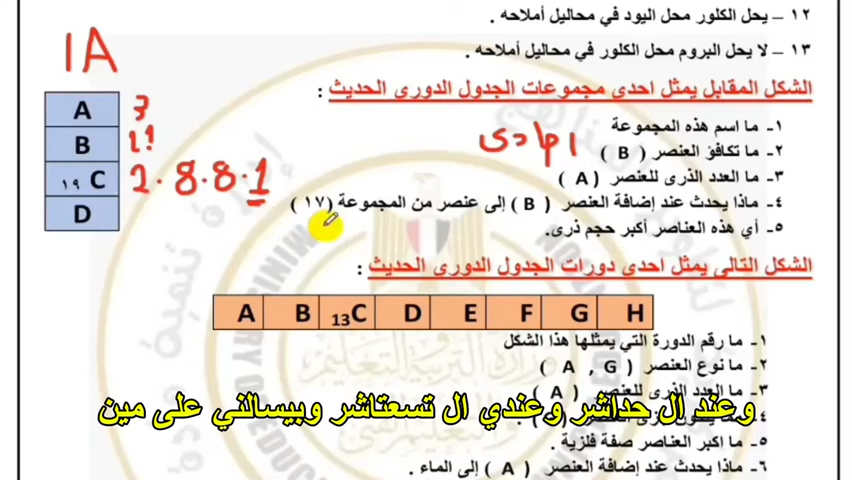 ١٢ – يحل الكلور محل اليود في محاليل أملاحه .
١٣ – لا يحل البروم محل الكلور في محاليل أملاحه .
الشكل المقابل يمثل احدى مجموعات الجدول الدورى الحديث :
1A
A 3
B 11
١٩ C 2.8.8.1
D
١- ما اسم هذه المجموعة
٢- ما تكافؤ العنصر ( B ) احادى
٣- ما العدد الذرى للعنصر ( A )
٤- ماذا يحدث عند إضافة العنصر ( B ) إلى عنصر من المجموعة (١٧ )
٥- أي هذه العناصر أكبر حجم ذرى.
الشكل التالى يمثل احدى دورات الجدول الدورى الحديث :
A B 13C D E F G H
١- ما رقم الدورة التي يمثلها هذا الشكل
٢- ما نوع العنصر ( A , G )
٣- ما العدد الذرى للعنصر ( A )
وعند ال حداشر وعندي ال تسعتاشر وبيسالني على مين
٥- ما اكبر العناصر صفة فلزية .
٦- ماذا يحدث عند إضافة العنصر ( A ) إلى الماء .